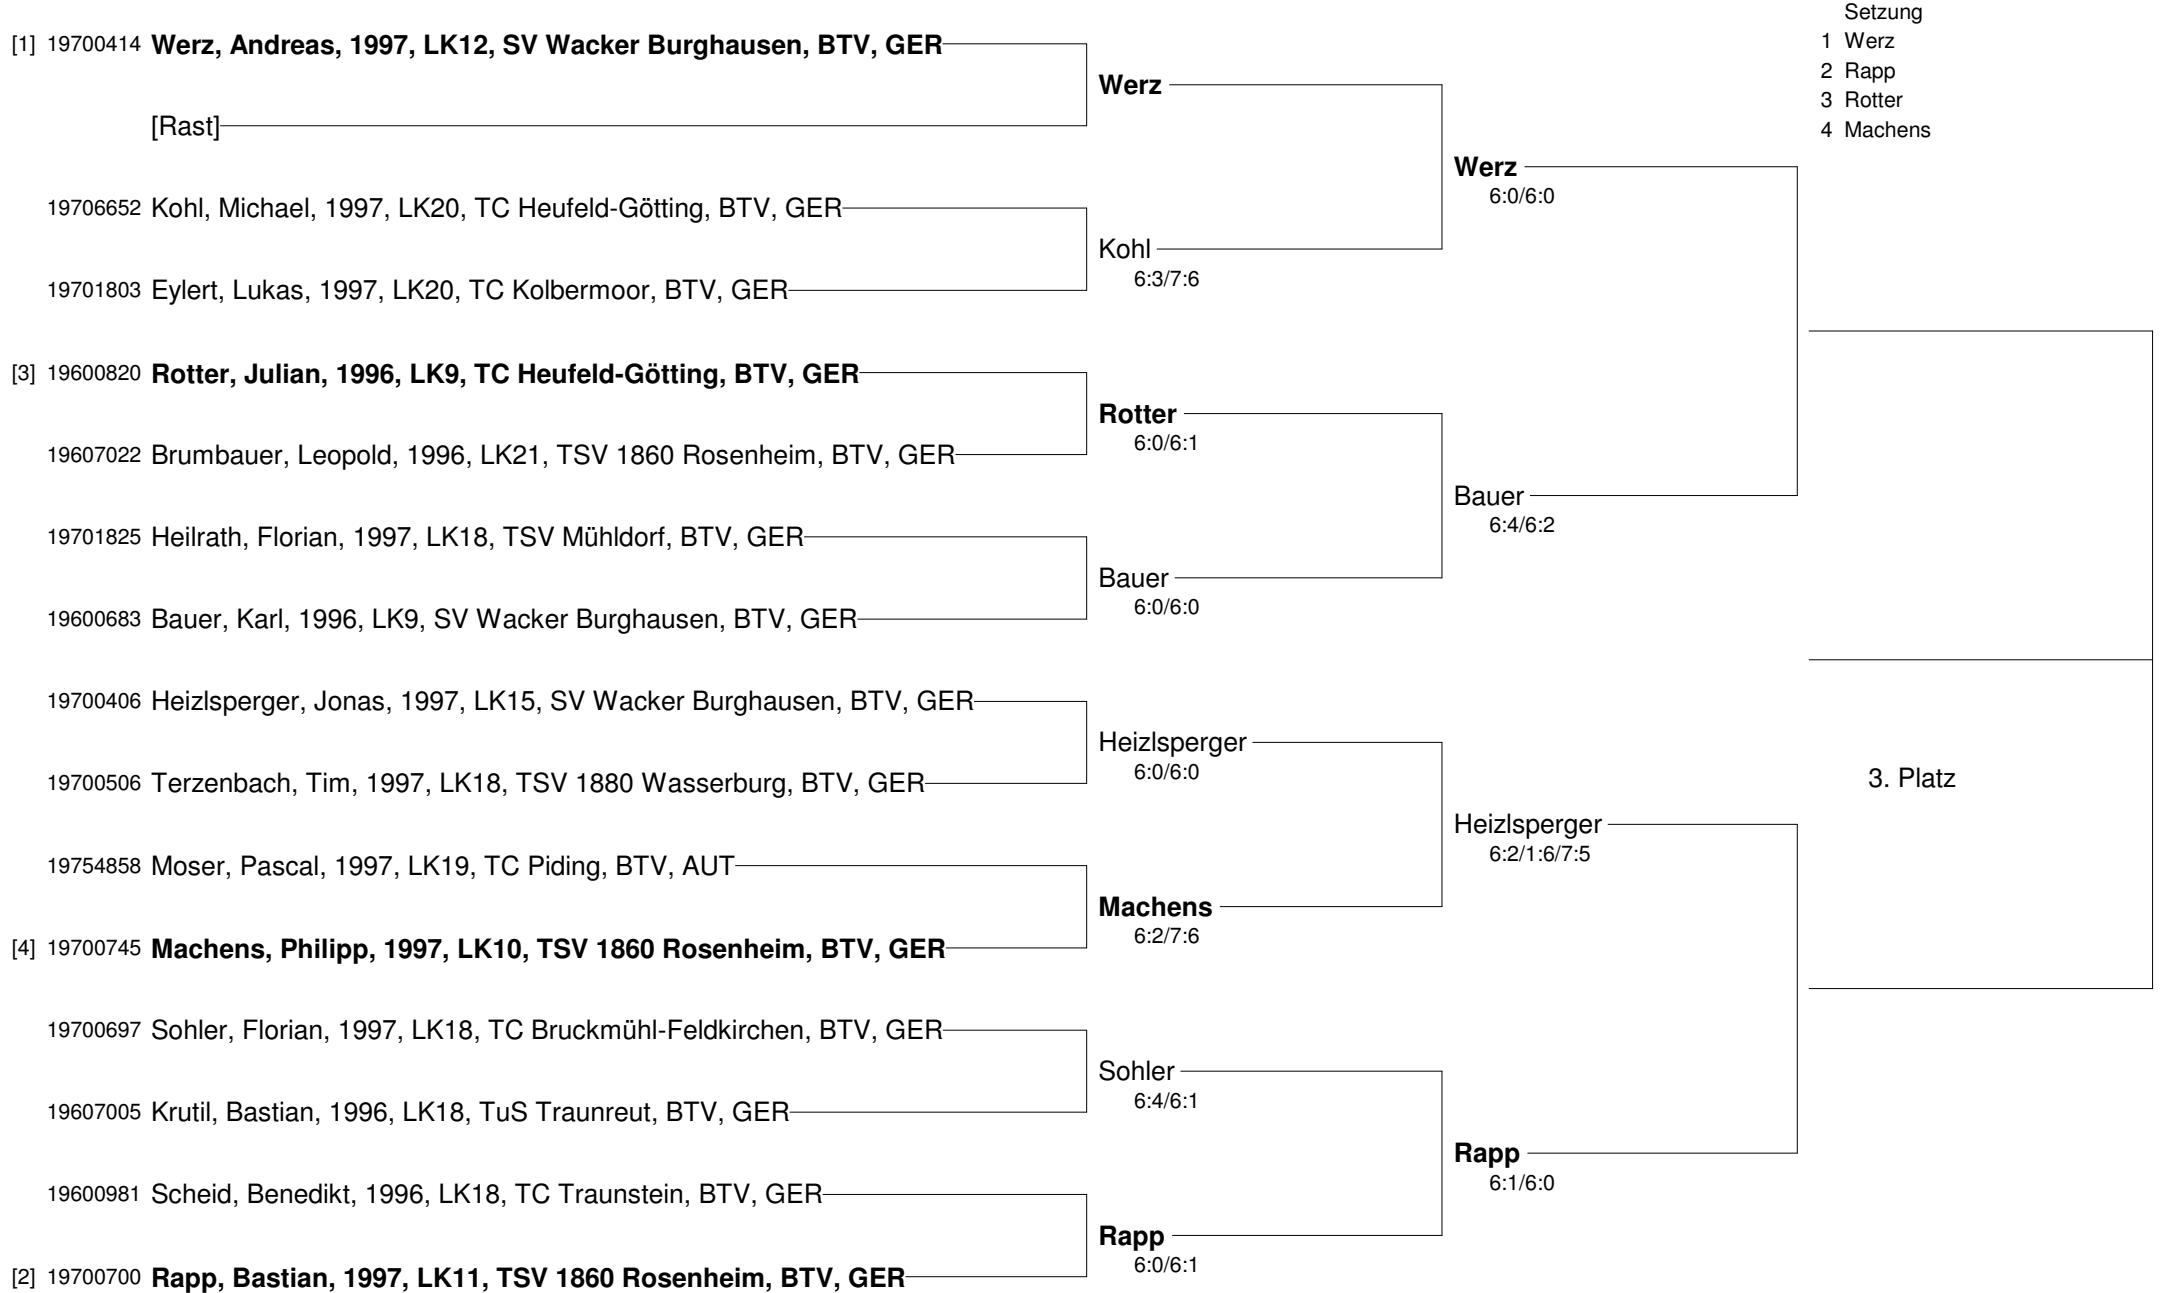 Setzung
1 Werz
2 Rapp
3 Rotter
4 Machens
[1] 19700414 Werz, Andreas, 1997, LK12, SV Wacker Burghausen, BTV, GER
Werz
[Rast]
Werz
6:0/6:0
19706652 Kohl, Michael, 1997, LK20, TC Heufeld-Götting, BTV, GER
Kohl
6:3/7:6
19701803 Eylert, Lukas, 1997, LK20, TC Kolbermoor, BTV, GER
[3] 19600820 Rotter, Julian, 1996, LK9, TC Heufeld-Götting, BTV, GER
Rotter
6:0/6:1
19607022 Brumbauer, Leopold, 1996, LK21, TSV 1860 Rosenheim, BTV, GER
Bauer
6:4/6:2
19701825 Heilrath, Florian, 1997, LK18, TSV Mühldorf, BTV, GER
Bauer
6:0/6:0
19600683 Bauer, Karl, 1996, LK9, SV Wacker Burghausen, BTV, GER
19700406 Heizlsperger, Jonas, 1997, LK15, SV Wacker Burghausen, BTV, GER
Heizlsperger
6:0/6:0
19700506 Terzenbach, Tim, 1997, LK18, TSV 1880 Wasserburg, BTV, GER
3. Platz
Heizlsperger
6:2/1:6/7:5
19754858 Moser, Pascal, 1997, LK19, TC Piding, BTV, AUT
Machens
6:2/7:6
[4] 19700745 Machens, Philipp, 1997, LK10, TSV 1860 Rosenheim, BTV, GER
19700697 Sohler, Florian, 1997, LK18, TC Bruckmühl-Feldkirchen, BTV, GER
Sohler
6:4/6:1
19607005 Krutil, Bastian, 1996, LK18, TuS Traunreut, BTV, GER
Rapp
6:1/6:0
19600981 Scheid, Benedikt, 1996, LK18, TC Traunstein, BTV, GER
Rapp
6:0/6:1
[2] 19700700 Rapp, Bastian, 1997, LK11, TSV 1860 Rosenheim, BTV, GER